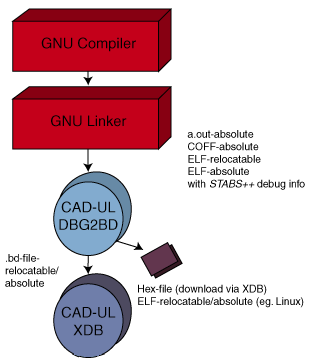 GNU Compiler
GNU Linker
a.out-absolute
COFF-absolute
ELF-relocatable
ELF-absolute
with STABS++ debug info
CAD-UL
DBG2BD
.bd-file-
relocatable/
absolute
Hex-file (download via XDB)
ELF-relocatable/absolute (eg. Linux)
CAD-UL
XDB